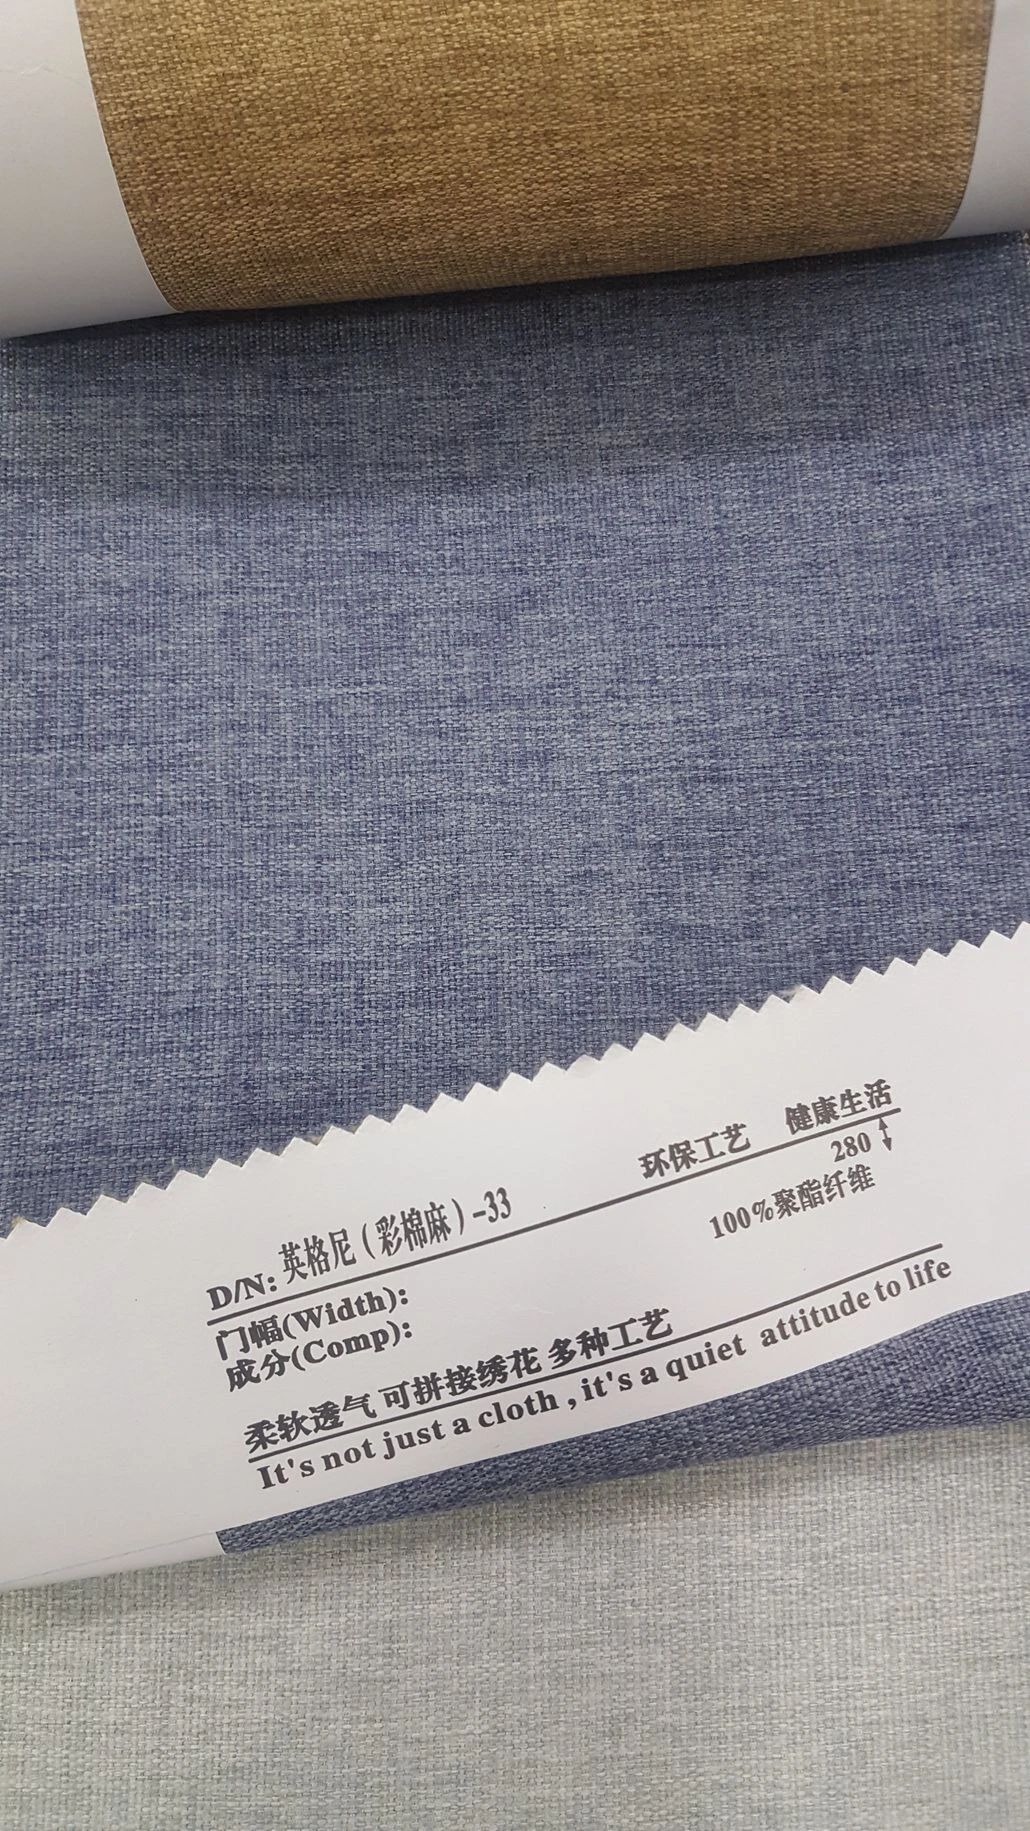 环保工艺 健康生活
D/N: 英格尼（彩棉麻）-33
门幅(Width): 280
成分(Comp): 100%聚酯纤维
柔软透气 可拼接绣花 多种工艺
It's not just a cloth , it's a quiet attitude to life